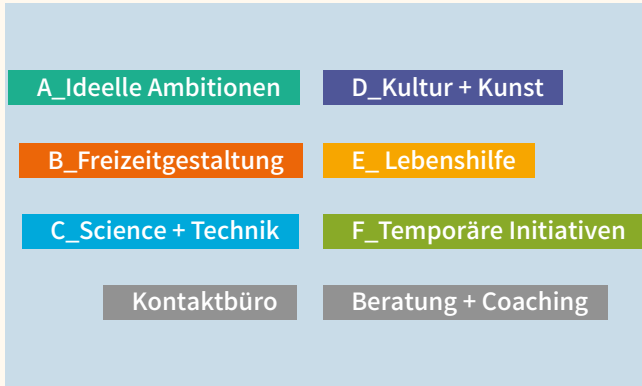 A_Ideelle Ambitionen
D_Kultur + Kunst
B_Freizeitgestaltung
E_ Lebenshilfe
C_Science + Technik
F_Temporäre Initiativen
Kontaktbüro
Beratung + Coaching